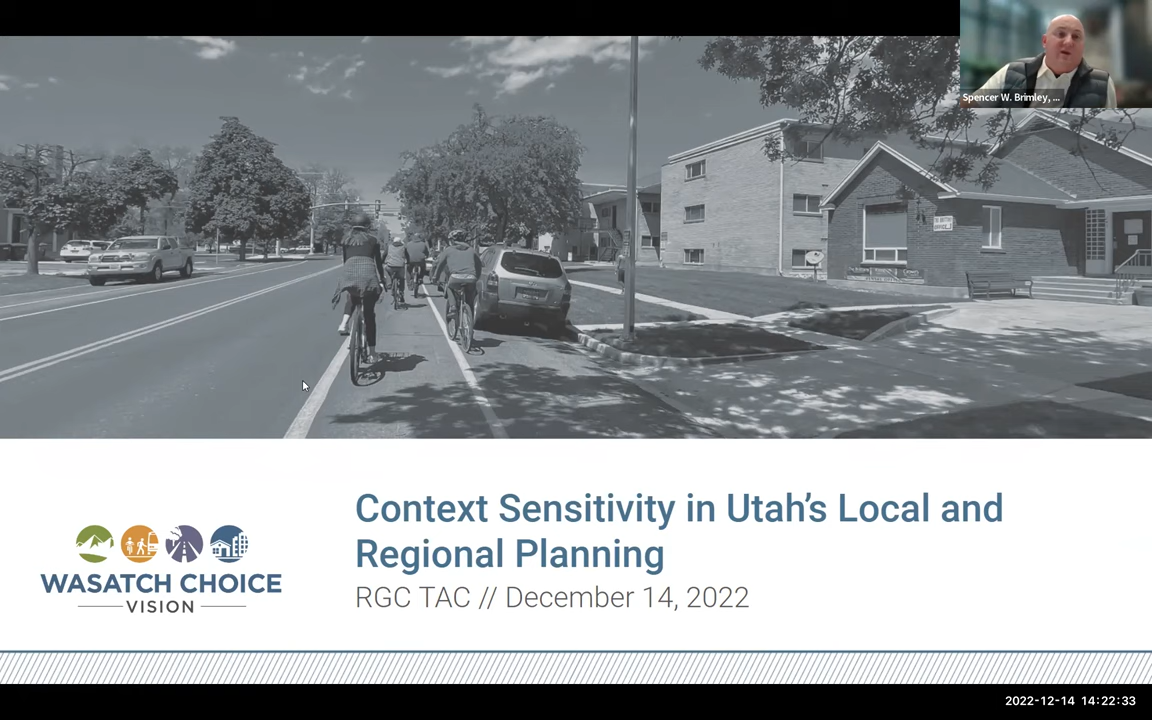 Spencer W. Brimley, ...
Context Sensitivity in Utah's Local and
Regional Planning
RGC TAC // December 14, 2022
WASATCH CHOICE
VISION
2022-12-14 14:22:33